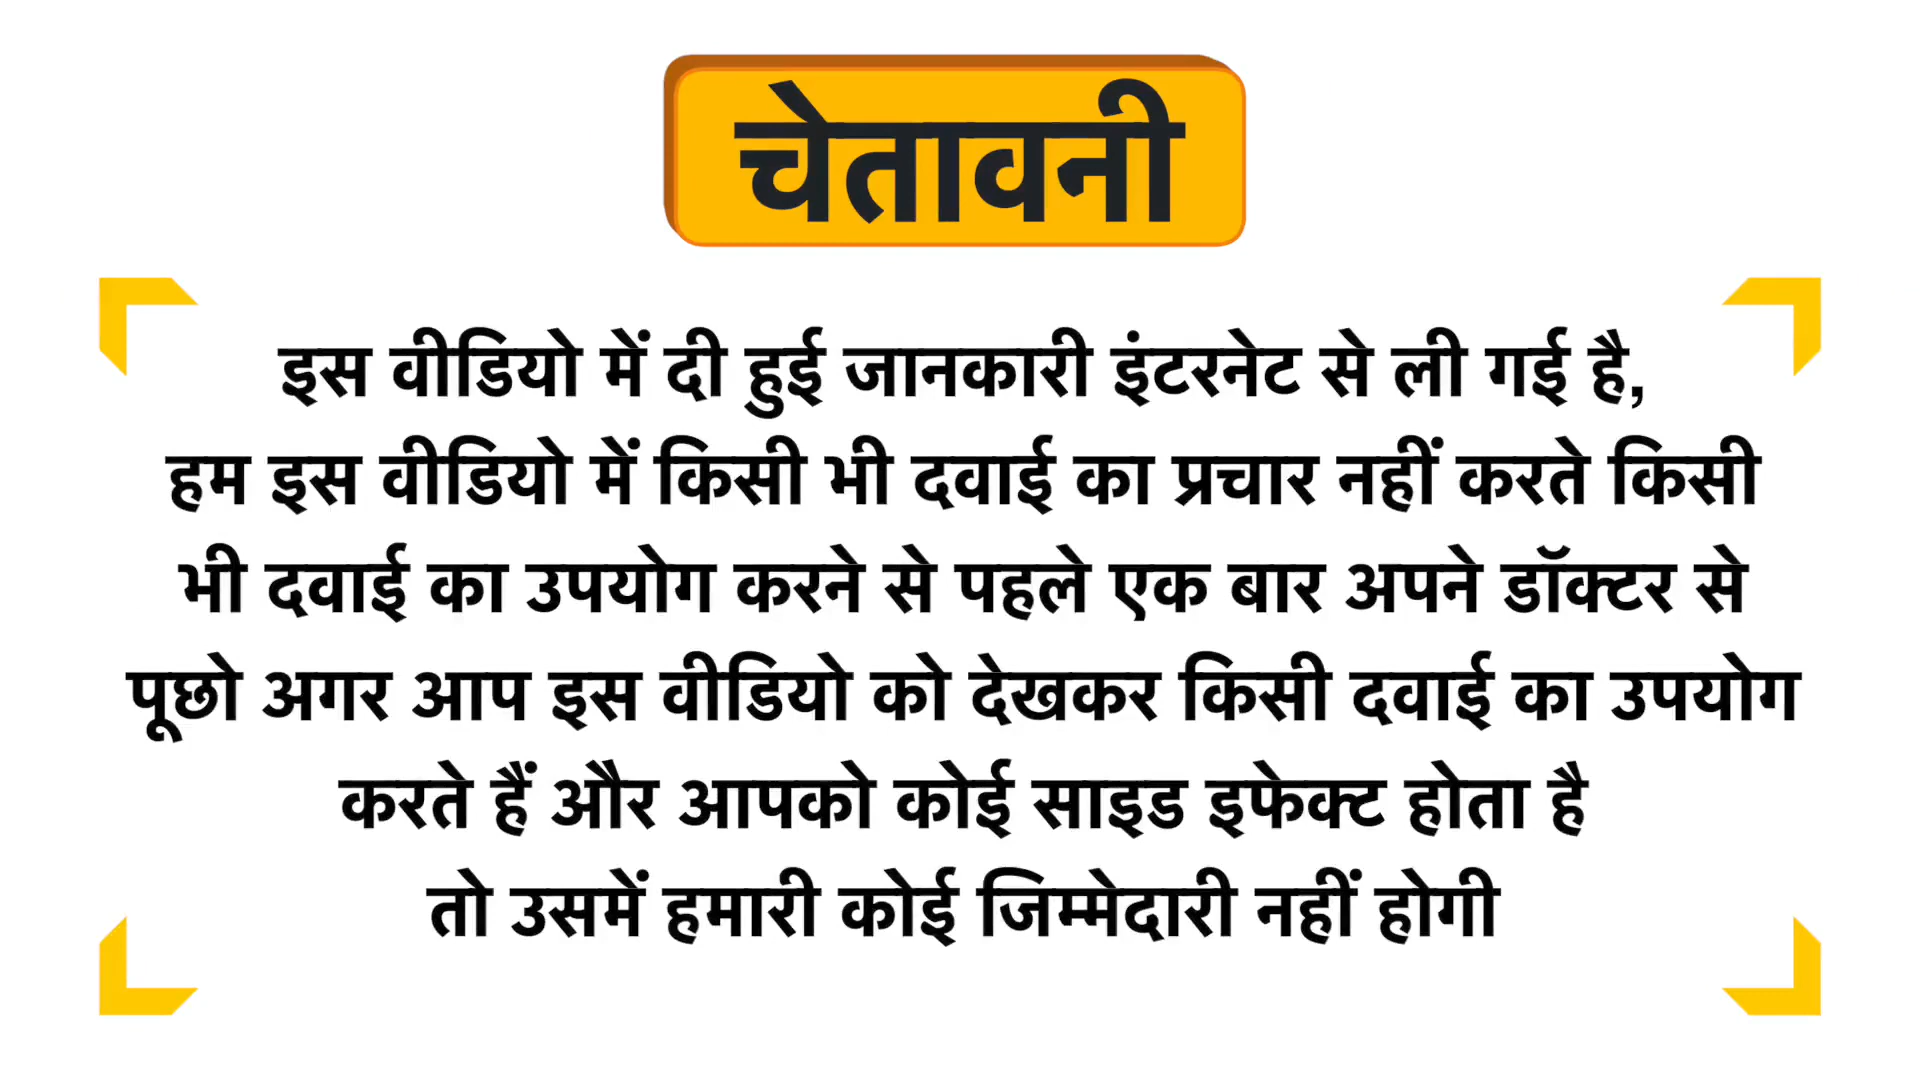 चेतावनी
इस वीडियो में दी हुई जानकारी इंटरनेट से ली गई है,
हम इस वीडियो में किसी भी दवाई का प्रचार नहीं करते किसी
भी दवाई का उपयोग करने से पहले एक बार अपने डॉक्टर से
पूछो अगर आप इस वीडियो को देखकर किसी दवाई का उपयोग
करते हैं और आपको कोई साइड इफेक्ट होता है
तो उसमें हमारी कोई जिम्मेदारी नहीं होगी